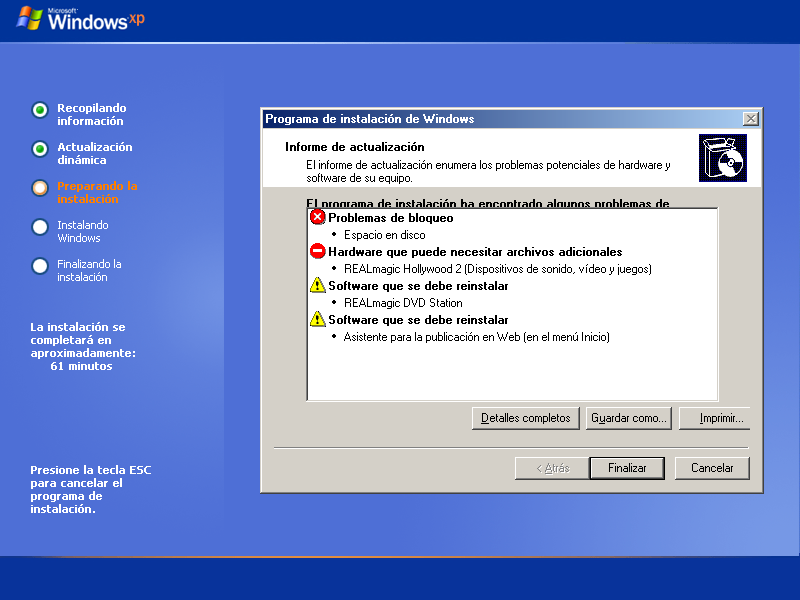 Microsoft
Windows xp
Recopilando
información
Actualización
dinámica
Preparando la
instalación
Instalando
Windows
Finalizando la
instalación
La instalación se
completará en
aproximadamente:
61 minutos
Presione la tecla ESC
para cancelar el
programa de
instalación.
Programa de instalación de Windows
Informe de actualización
El informe de actualización enumera los problemas potenciales de hardware y
software de su equipo.
El programa de instalación ha encontrado algunos problemas de
Problemas de bloqueo
• Espacio en disco
Hardware que puede necesitar archivos adicionales
• REALmagic Hollywood 2 (Dispositivos de sonido, vídeo y juegos)
Software que se debe reinstalar
• REALmagic DVD Station
Software que se debe reinstalar
• Asistente para la publicación en Web (en el menú Inicio)
Detalles completos
Guardar como...
Imprimir...
< Atrás
Finalizar
Cancelar